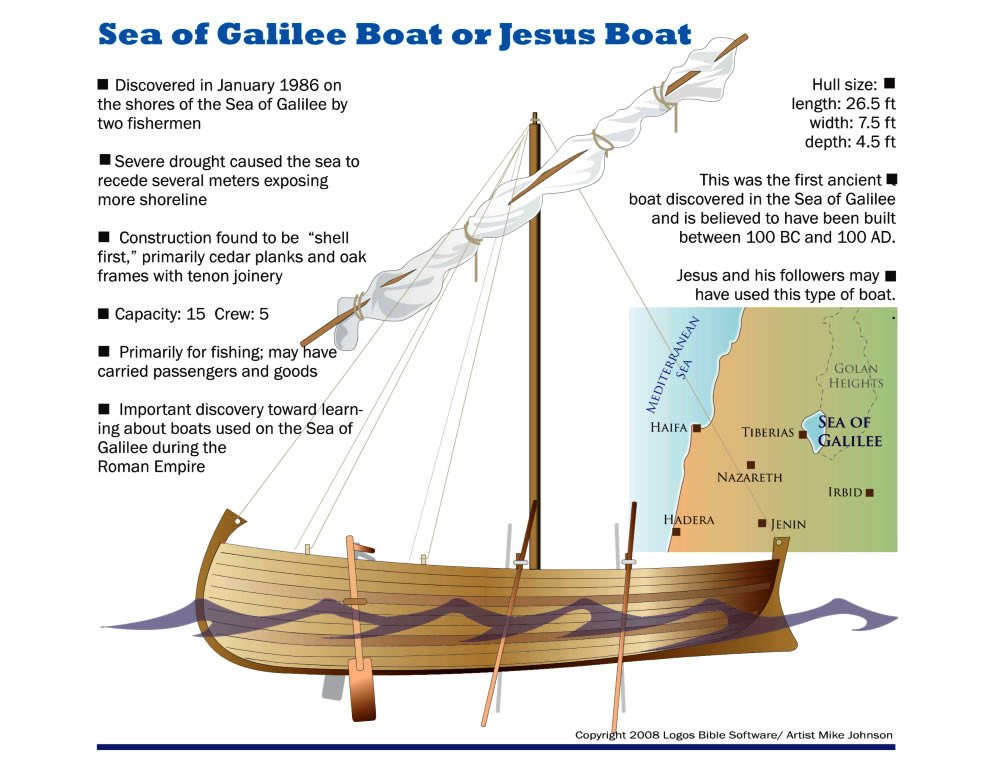 Sea of Galilee Boat or Jesus Boat
■ Discovered in January 1986 on
the shores of the Sea of Galilee by
two fishermen
■ Severe drought caused the sea to
recede several meters exposing
more shoreline
■ Construction found to be “shell
first,” primarily cedar planks and oak
frames with tenon joinery
■ Capacity: 15 Crew: 5
■ Primarily for fishing; may have
carried passengers and goods
■ Important discovery toward learn-
ing about boats used on the Sea of
Galilee during the
Roman Empire
Hull size: ■
length: 26.5 ft
width: 7.5 ft
depth: 4.5 ft
This was the first ancient ■
boat discovered in the Sea of Galilee
and is believed to have been built
between 100 BC and 100 AD.
Jesus and his followers may ■
have used this type of boat.
MEDITERRANEAN
SEA
GOLAN
HEIGHTS
HAIFA
TIBERIAS
SEA OF
GALILEE
NAZARETH
IRBID
HADERA
JENIN
Copyright 2008 Logos Bible Software/ Artist Mike Johnson